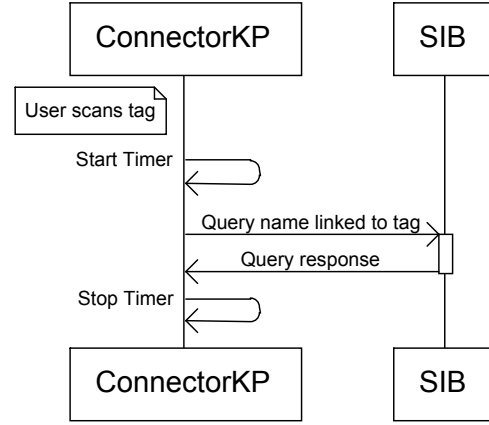 ConnectorKP
SIB
User scans tag
Start Timer
Query name linked to tag
Query response
Stop Timer
ConnectorKP
SIB